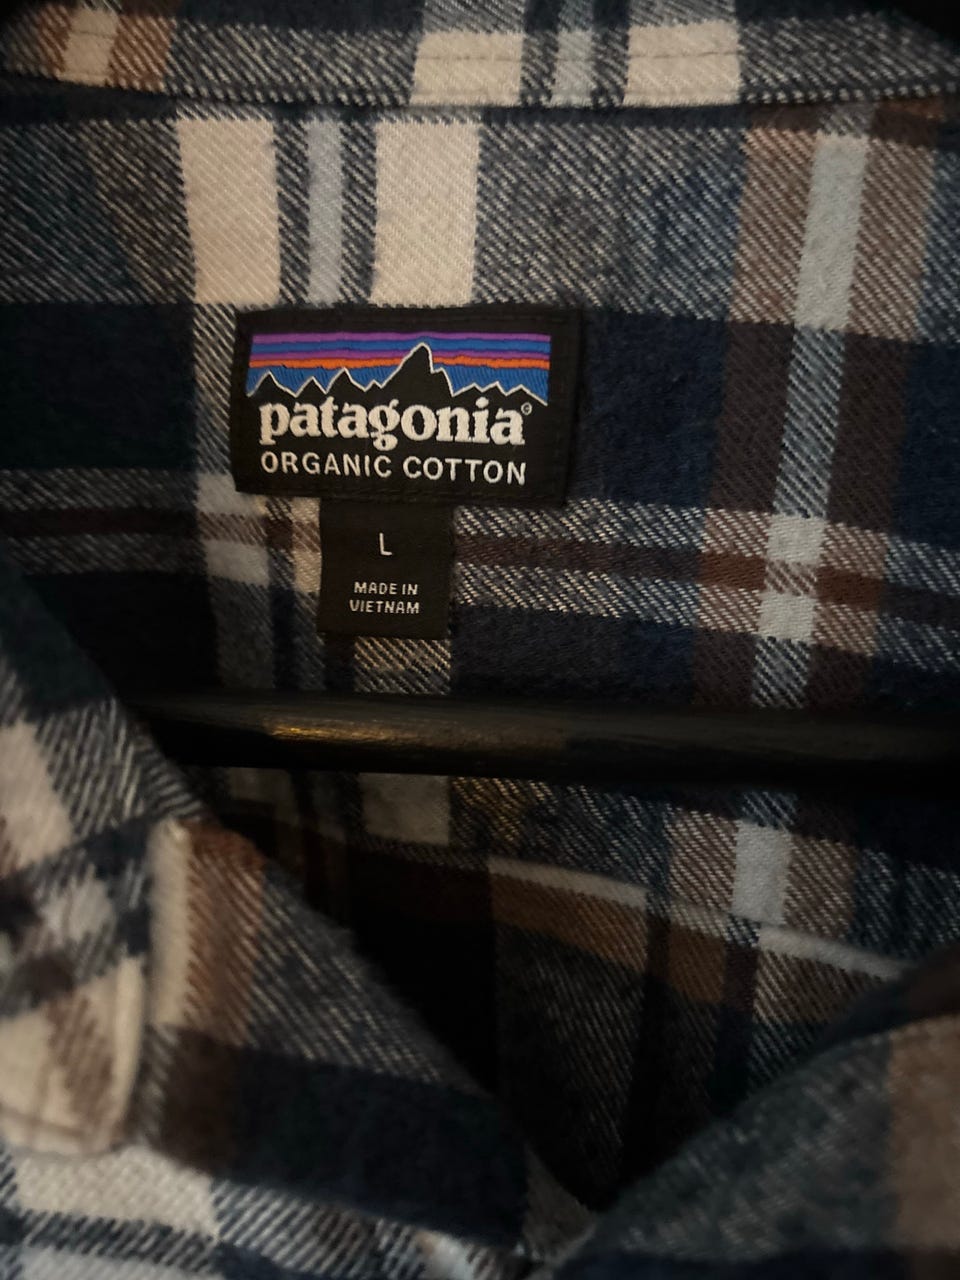 patagonia®
ORGANIC COTTON
L
MADE IN
VIETNAM